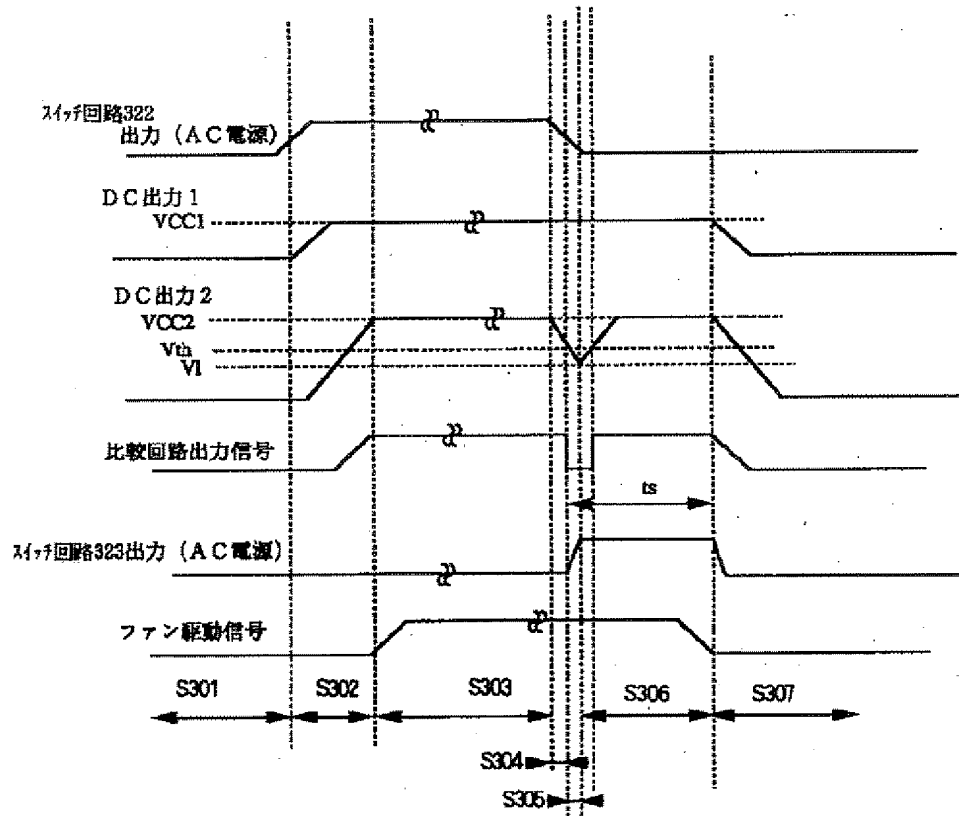 スイッチ回路322
出力（AC電源）
DC出力1
VCC1
DC出力2
VCC2
Vth
Vl
比較回路出力信号
ts
スイッチ回路323出力（AC電源）
ファン駆動信号
S301
S302
S303
S306
S307
S304
S305